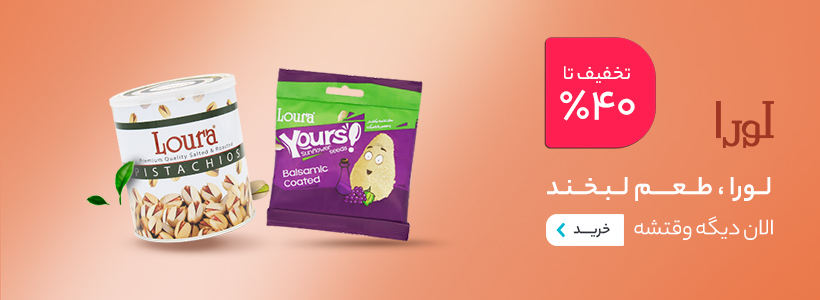 Loura
Premium Quality Salted & Roasted
PISTACHIOS
Loura
Yours!
Sunflower seeds
Balsamic
Coated
تخفیف تا
%۴۰
لورا
لورا ، طعم لبخند
الان دیگه وقتشه
خرید